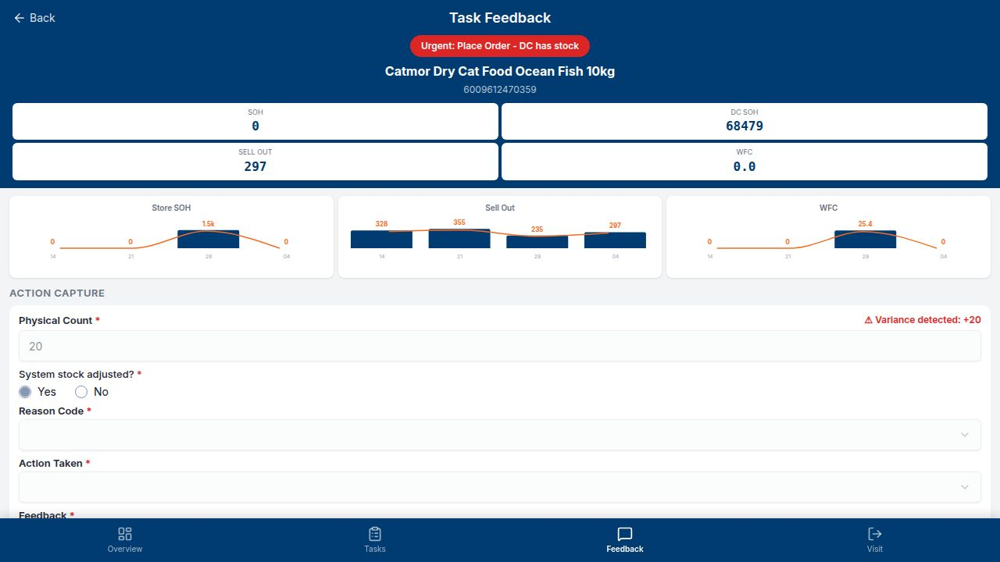 Back
Task Feedback
Urgent: Place Order - DC has stock
Catmor Dry Cat Food Ocean Fish 10kg
6009612470359
SOH
0
DC SOH
68479
SELL OUT
297
WFC
0.0
Store SOH
0 0 1.5k 0
14 21 28 04
Sell Out
328 355 235 297
14 21 28 04
WFC
0 0 25.4 0
14 21 28 04
ACTION CAPTURE
Physical Count *
⚠ Variance detected: +20
20
System stock adjusted? *
Yes No
Reason Code *
Action Taken *
Feedback *
Overview
Tasks
Feedback
Visit